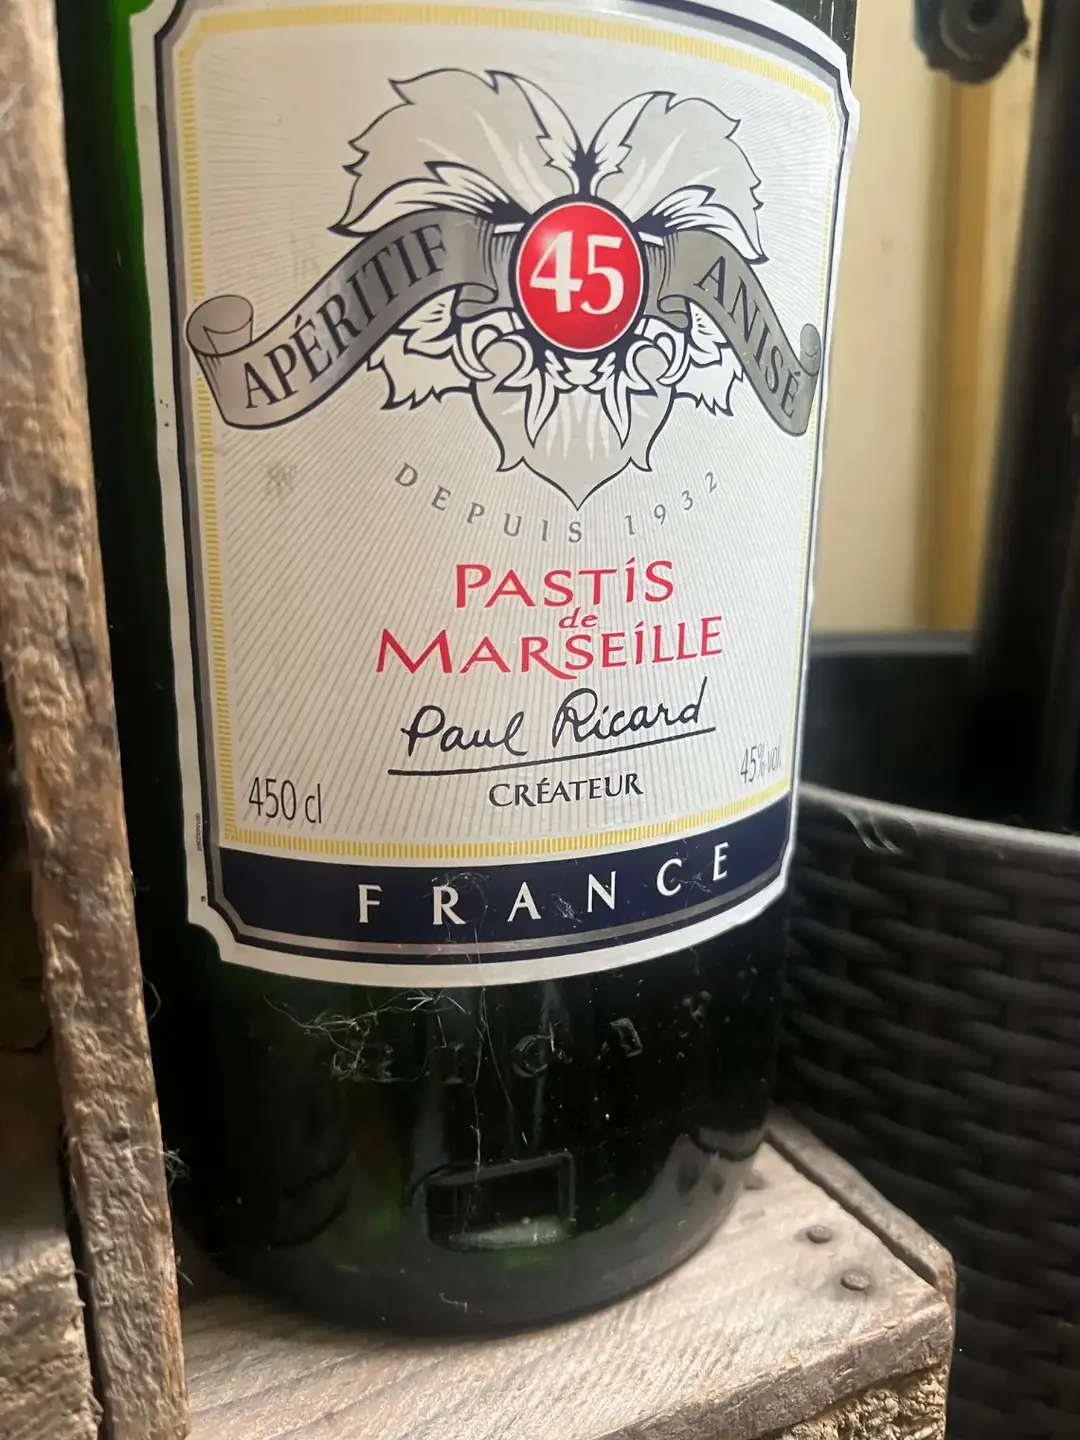 APÉRITIF 45 ANISÉ
DEPUIS 1932
PASTIS
de
MARSEILLE
Paul Ricard
CRÉATEUR
450 cl
45% vol.
FRANCE